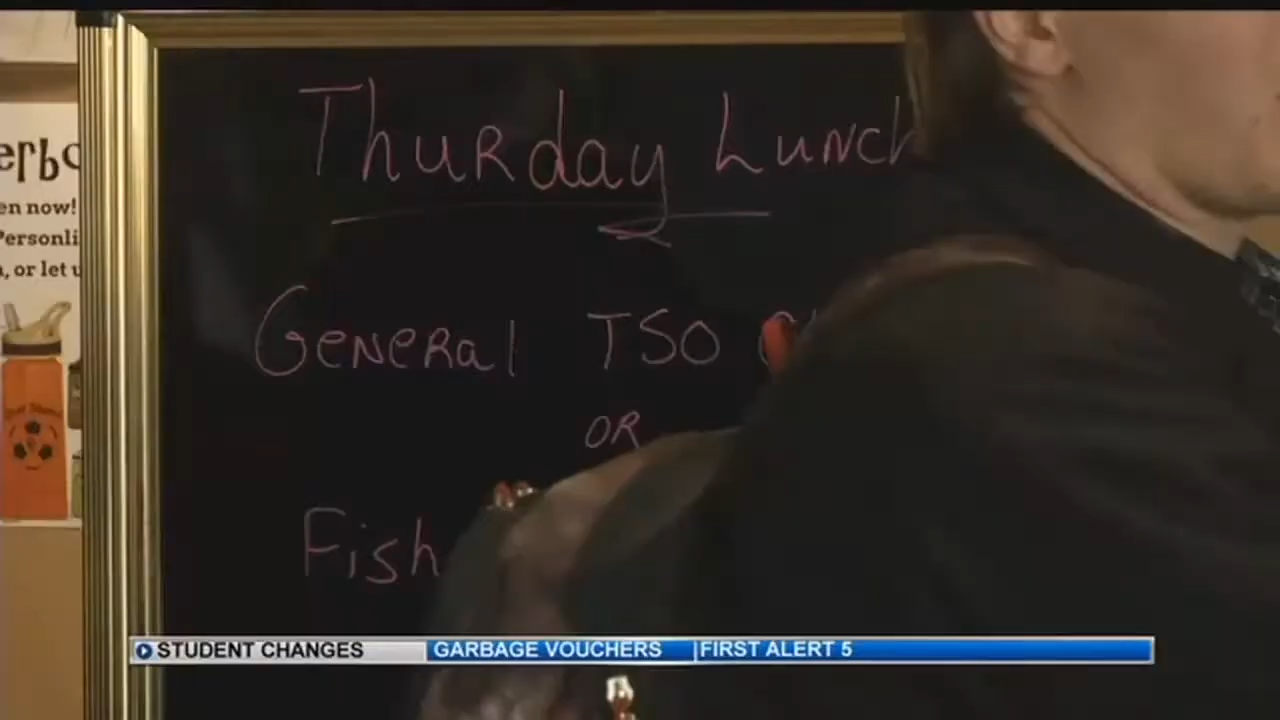 Thurday Lunch
General TSO
OR
Fish
erbo
en now!
Personli
, or let u
STUDENT CHANGES GARBAGE VOUCHERS FIRST ALERT 5